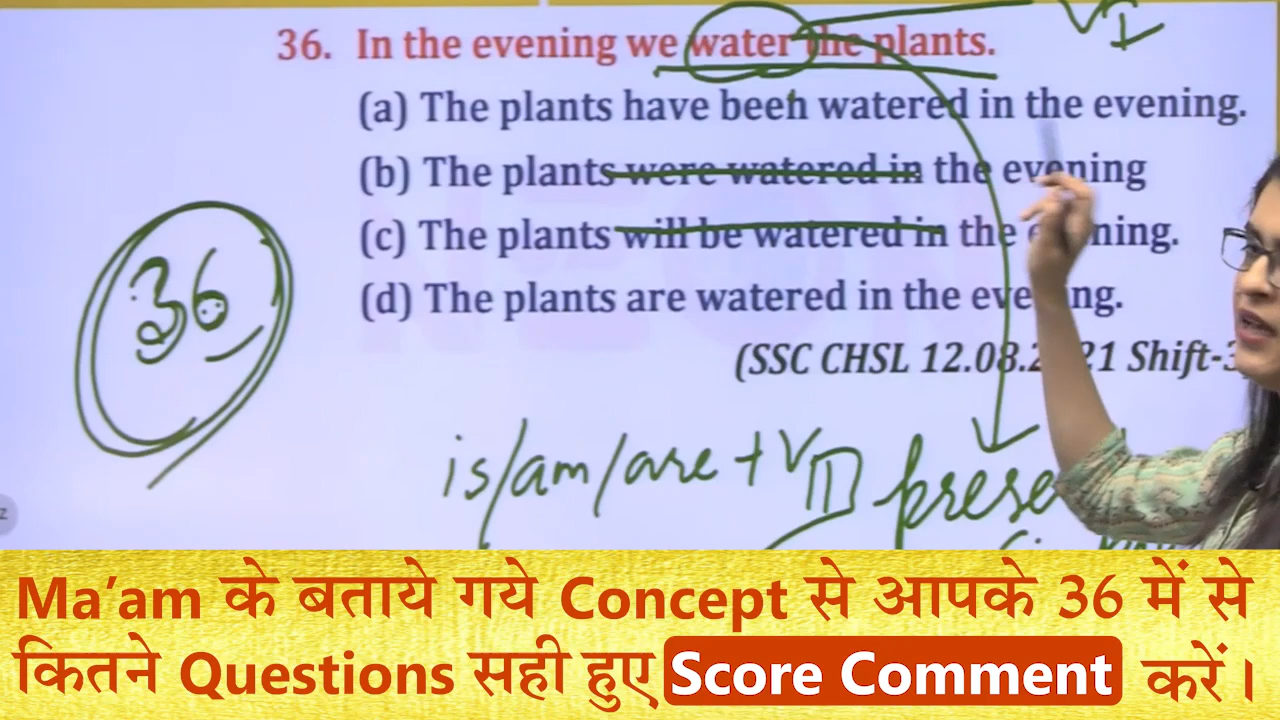 36. In the evening we water the plants.
V I
(a) The plants have been watered in the evening.
(b) The plants were watered in the evening
(c) The plants will be watered in the evening.
(d) The plants are watered in the evening.
(SSC CHSL 12.08.2021 Shift-3
36
is/am/are + V III prese
Ma'am के बताये गये Concept से आपके 36 में से
कितने Questions सही हुए Score Comment करें।